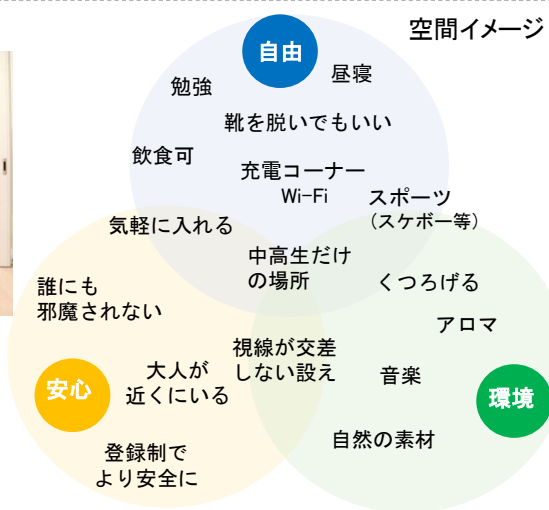 空間イメージ
自由
昼寝
勉強
靴を脱いでもいい
飲食可
充電コーナー
Wi-Fi
スポーツ
（スケボー等）
気軽に入れる
中高生だけ
の場所
くつろげる
誰にも
邪魔されない
アロマ
視線が交差
しない設え
大人が
近くにいる
音楽
安心
環境
自然の素材
登録制で
より安全に